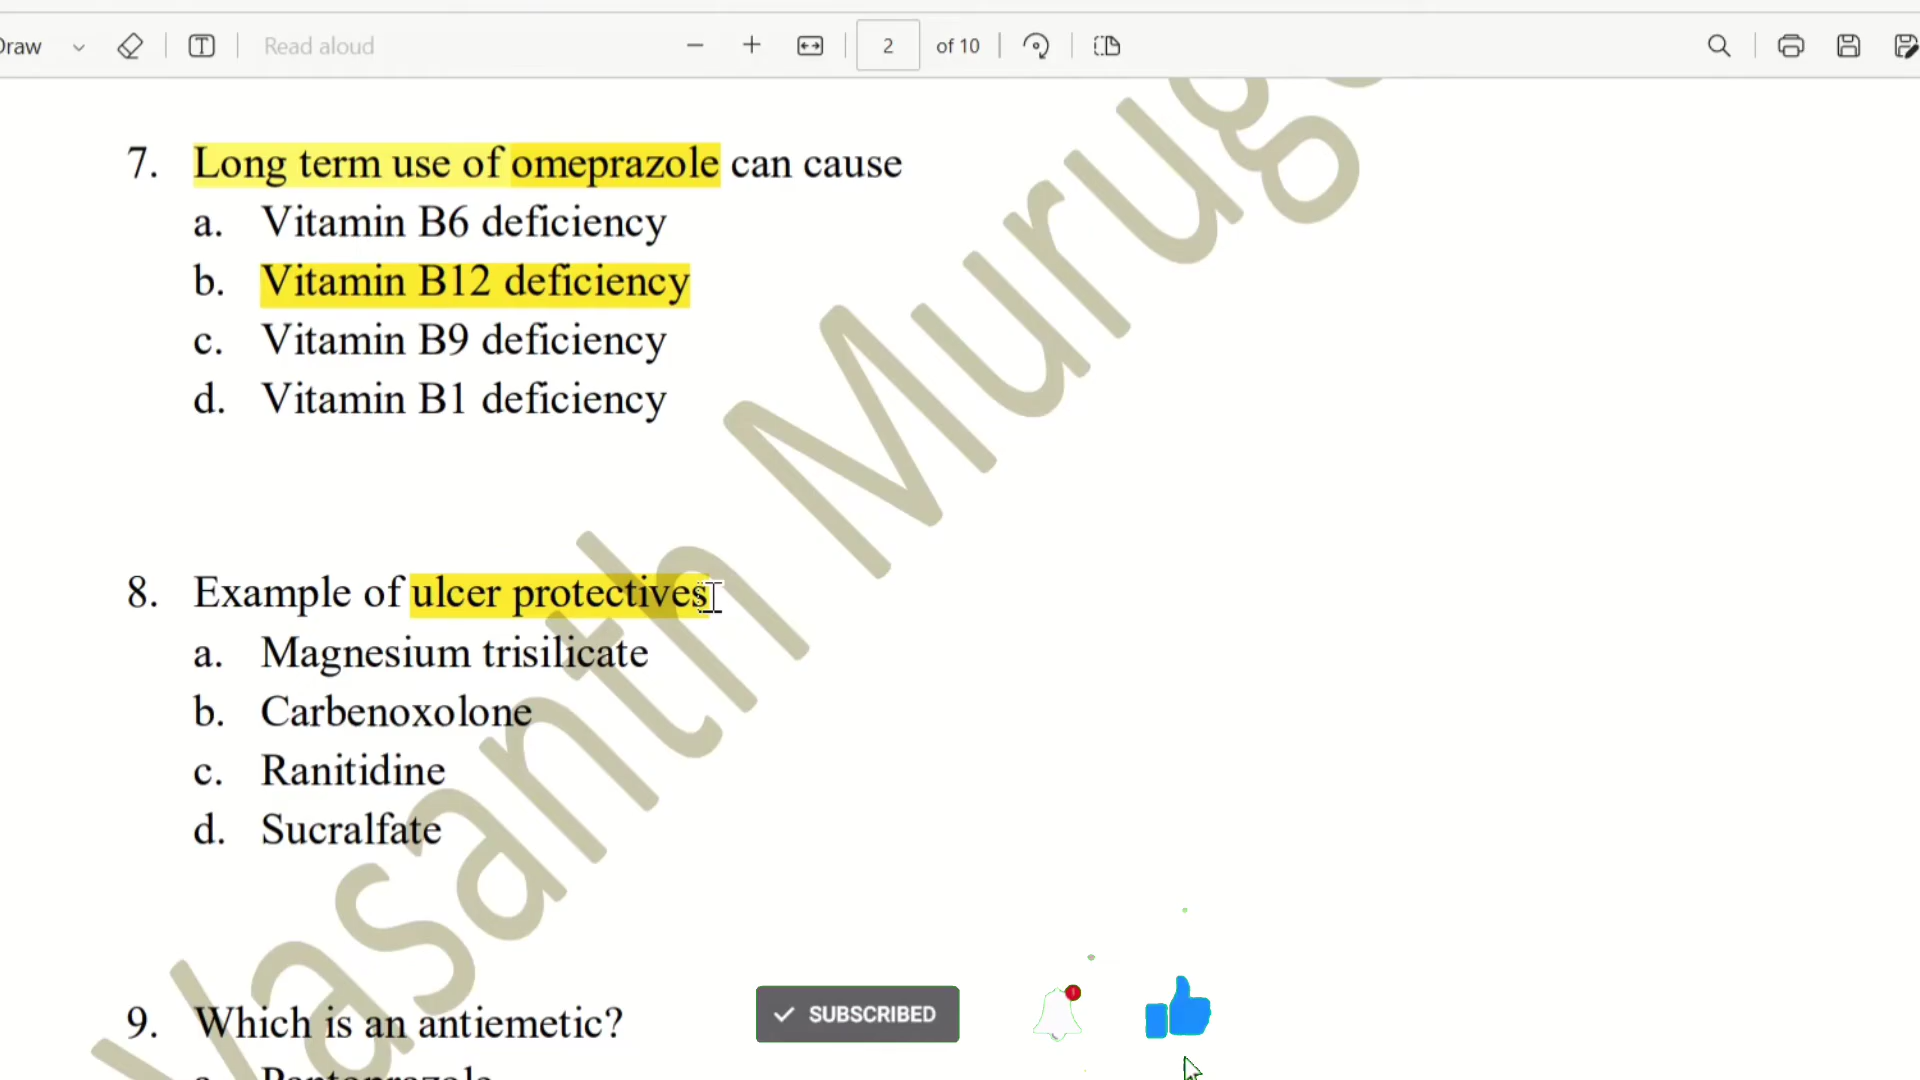 Draw
Read aloud
2 of 10
7. Long term use of omeprazole can cause
a. Vitamin B6 deficiency
b. Vitamin B12 deficiency
c. Vitamin B9 deficiency
d. Vitamin B1 deficiency
8. Example of ulcer protectives
a. Magnesium trisilicate
b. Carbenoxolone
c. Ranitidine
d. Sucralfate
9. Which is an antiemetic?
a. Pantoprazole
SUBSCRIBED
Vasanth Murug